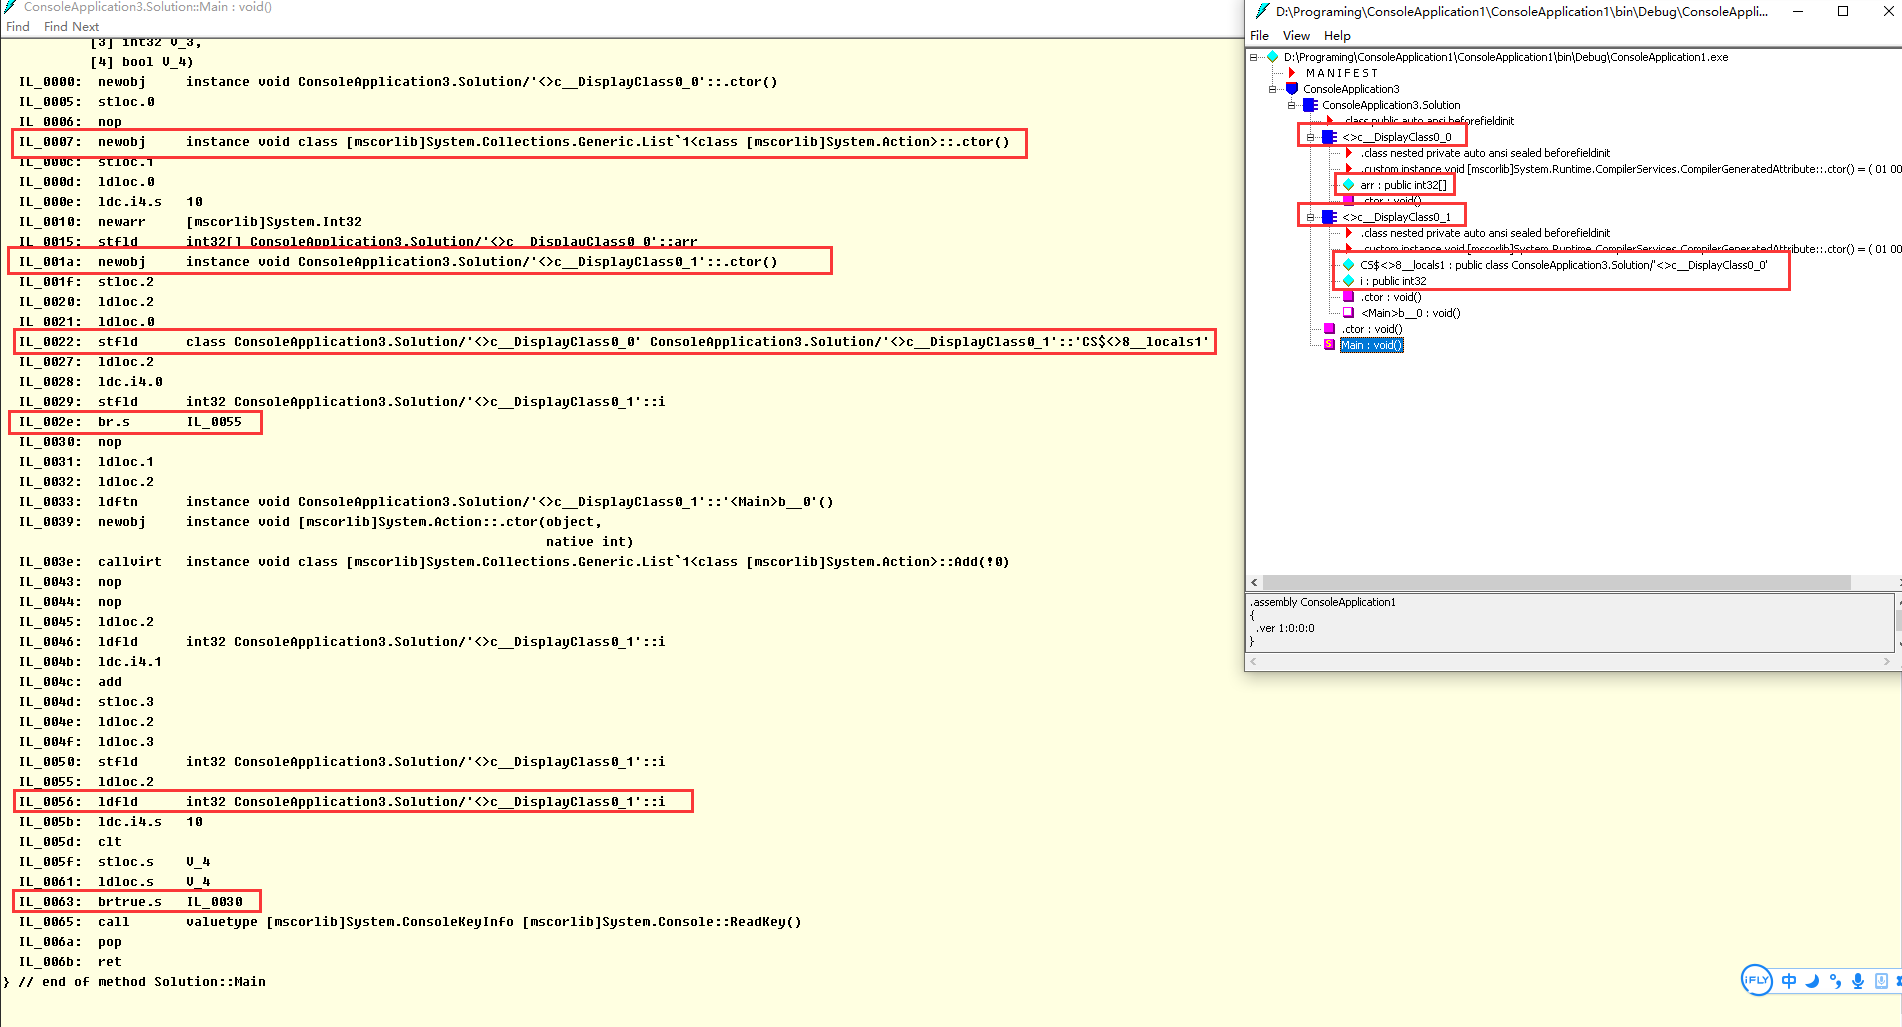 ConsoleApplication3.Solution::Main : void()
Find Find Next
[3] int32 V_3,
[4] bool V_4)
IL_0000: newobj instance void ConsoleApplication3.Solution/'<>c__DisplayClass0_0'::.ctor()
IL_0005: stloc.0
IL_0006: nop
IL_0007: newobj instance void class [mscorlib]System.Collections.Generic.List`1<class [mscorlib]System.Action>::.ctor()
IL_000c: stloc.1
IL_000d: ldloc.0
IL_000e: ldc.i4.s 10
IL_0010: newarr [mscorlib]System.Int32
IL_0015: stfld int32[] ConsoleApplication3.Solution/'<>c__DisplayClass0_0'::arr
IL_001a: newobj instance void ConsoleApplication3.Solution/'<>c__DisplayClass0_1'::.ctor()
IL_001f: stloc.2
IL_0020: ldloc.2
IL_0021: ldloc.0
IL_0022: stfld class ConsoleApplication3.Solution/'<>c__DisplayClass0_0' ConsoleApplication3.Solution/'<>c__DisplayClass0_1'::'CS$<>8__locals1'
IL_0027: ldloc.2
IL_0028: ldc.i4.0
IL_0029: stfld int32 ConsoleApplication3.Solution/'<>c__DisplayClass0_1'::i
IL_002e: br.s IL_0055
IL_0030: nop
IL_0031: ldloc.1
IL_0032: ldloc.2
IL_0033: ldftn instance void ConsoleApplication3.Solution/'<>c__DisplayClass0_1'::'<Main>b__0'()
IL_0039: newobj instance void [mscorlib]System.Action::.ctor(object,
native int)
IL_003e: callvirt instance void class [mscorlib]System.Collections.Generic.List`1<class [mscorlib]System.Action>::Add(!0)
IL_0043: nop
IL_0044: nop
IL_0045: ldloc.2
IL_0046: ldfld int32 ConsoleApplication3.Solution/'<>c__DisplayClass0_1'::i
IL_004b: ldc.i4.1
IL_004c: add
IL_004d: stloc.3
IL_004e: ldloc.2
IL_004f: ldloc.3
IL_0050: stfld int32 ConsoleApplication3.Solution/'<>c__DisplayClass0_1'::i
IL_0055: ldloc.2
IL_0056: ldfld int32 ConsoleApplication3.Solution/'<>c__DisplayClass0_1'::i
IL_005b: ldc.i4.s 10
IL_005d: clt
IL_005f: stloc.s V_4
IL_0061: ldloc.s V_4
IL_0063: brtrue.s IL_0030
IL_0065: call valuetype [mscorlib]System.ConsoleKeyInfo [mscorlib]System.Console::ReadKey()
IL_006a: pop
IL_006b: ret
} // end of method Solution::Main
D:\Programing\ConsoleApplication1\ConsoleApplication1\bin\Debug\ConsoleAppli...
File View Help
D:\Programing\ConsoleApplication1\ConsoleApplication1\bin\Debug\ConsoleApplication1.exe
MANIFEST
ConsoleApplication3
ConsoleApplication3.Solution
.class public auto ansi beforefieldinit
<>c__DisplayClass0_0
.class nested private auto ansi sealed beforefieldinit
.custom instance void [mscorlib]System.Runtime.CompilerServices.CompilerGeneratedAttribute::.ctor() = ( 01 00
arr : public int32[]
.ctor : void()
<>c__DisplayClass0_1
.class nested private auto ansi sealed beforefieldinit
.custom instance void [mscorlib]System.Runtime.CompilerServices.CompilerGeneratedAttribute::.ctor() = ( 01 00
CS$<>8__locals1 : public class ConsoleApplication3.Solution/'<>c__DisplayClass0_0'
i : public int32
.ctor : void()
<Main>b__0 : void()
.ctor : void()
S Main : void()
.assembly ConsoleApplication1
{
.ver 1:0:0:0
}
iFLY 中